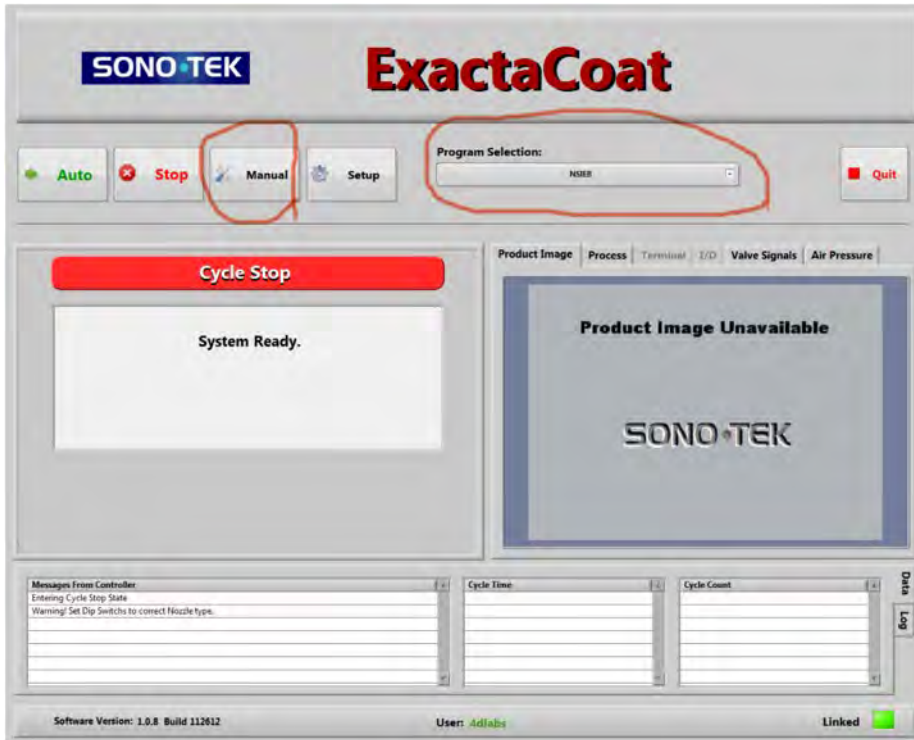 SONO•TEK
ExactaCoat
Auto
Stop
Manual
Setup
Program Selection:
NSIEB
Quit
Cycle Stop
System Ready.
Product Image
Process
Terminal
I/O
Valve Signals
Air Pressure
Product Image Unavailable
SONO•TEK
Messages From Controller
Entering Cycle Stop State
Warning! Set Dip Switchs to correct Nozzle type.
Cycle Time
Cycle Count
Data
Log
Software Version: 1.0.8 Build 112612
User: Adlabs
Linked